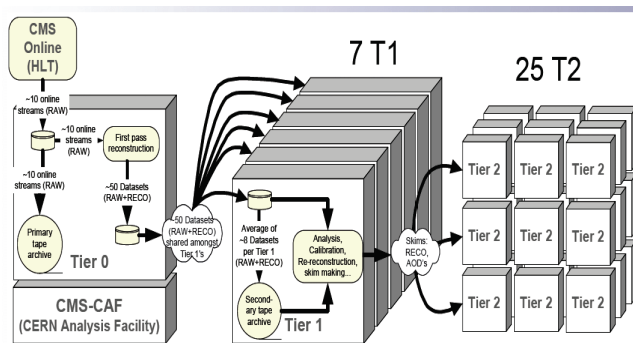 7 T1
25 T2
CMS
Online
(HLT)
~10 online
streams (RAW)
~10 online
streams
(RAW)
First pass
reconstruction
~10 online
streams (RAW)
~50 Datasets
(RAW+RECO)
Primary
tape
archive
Tier 0
CMS-CAF
(CERN Analysis Facility)
~50 Datasets
(RAW+RECO)
shared amongst
Tier 1's
Average of
~8 Datasets
per Tier 1
(RAW+RECO)
Analysis,
Calibration,
Re-reconstruction,
skim making...
Second-
ary tape
archive
Tier 1
Skims:
RECO,
AOD's
Tier 2
Tier 2
Tier 2
Tier 2
Tier 2
Tier 2
Tier 2
Tier 2
Tier 2